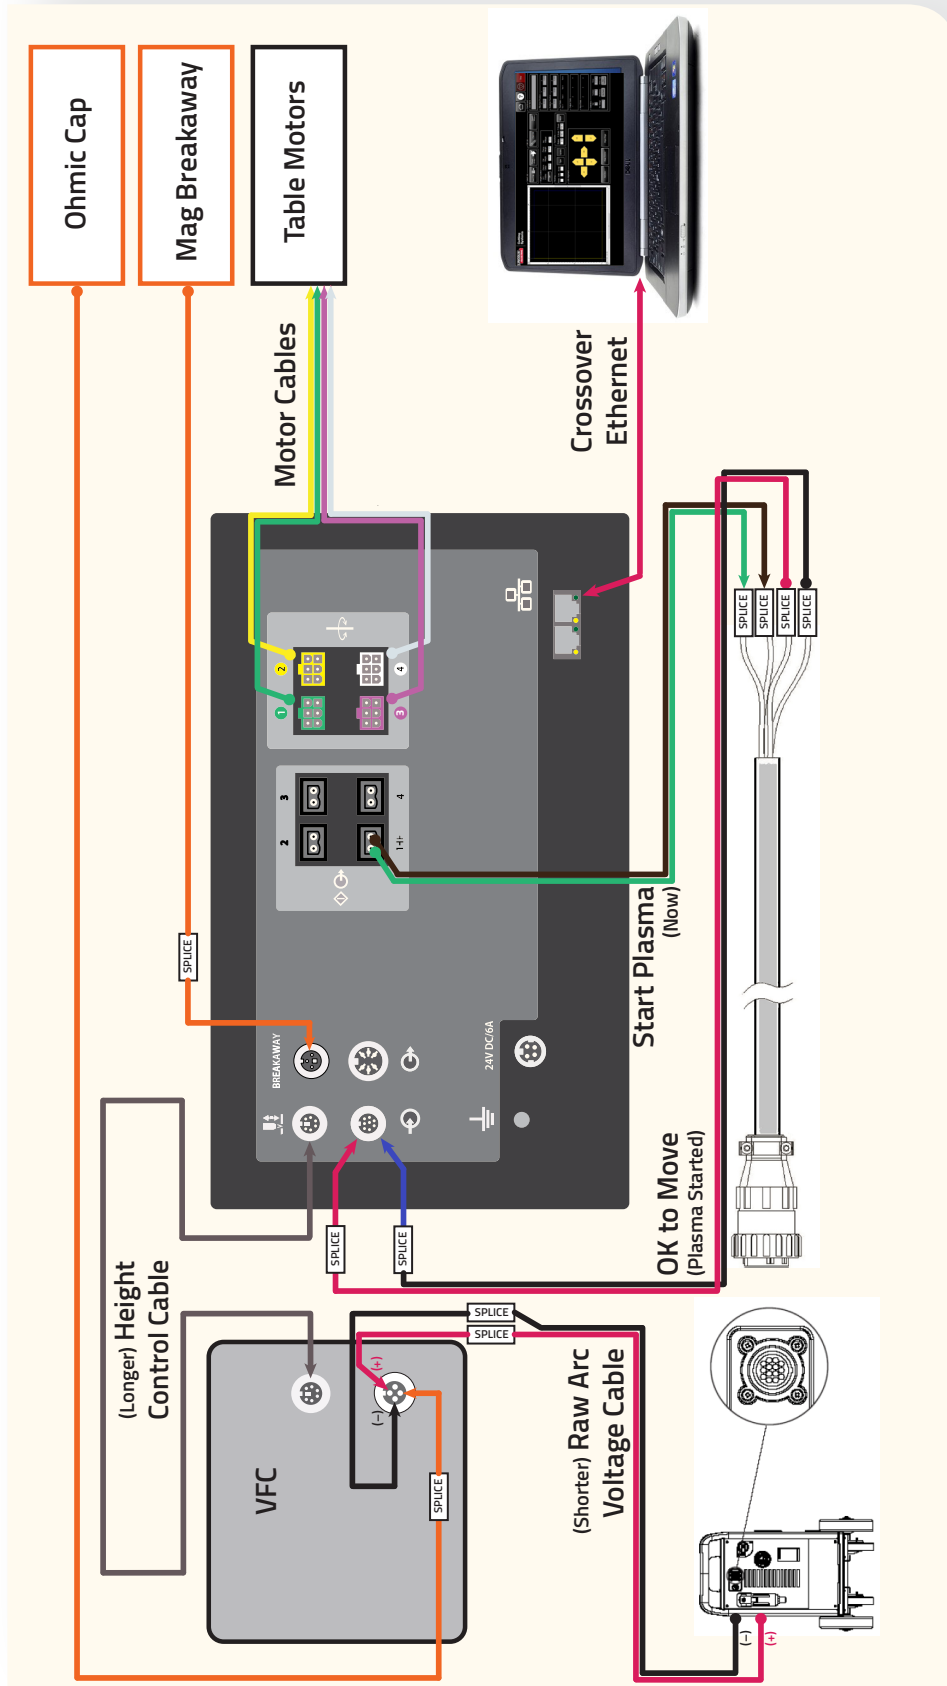 Ohmic Cap
Mag Breakaway
Table Motors
Motor Cables
Crossover
Ethernet
SPLICE
BREAKAWAY
24V DC/6A
1
2
3
4
2
3
1-H
4
Start Plasma
(Now)
SPLICE
SPLICE
SPLICE
SPLICE
OK to Move
(Plasma Started)
SPLICE
SPLICE
(Longer) Height
Control Cable
VFC
(+)
(−)
SPLICE
SPLICE
SPLICE
(Shorter) Raw Arc
Voltage Cable
(−)
(+)